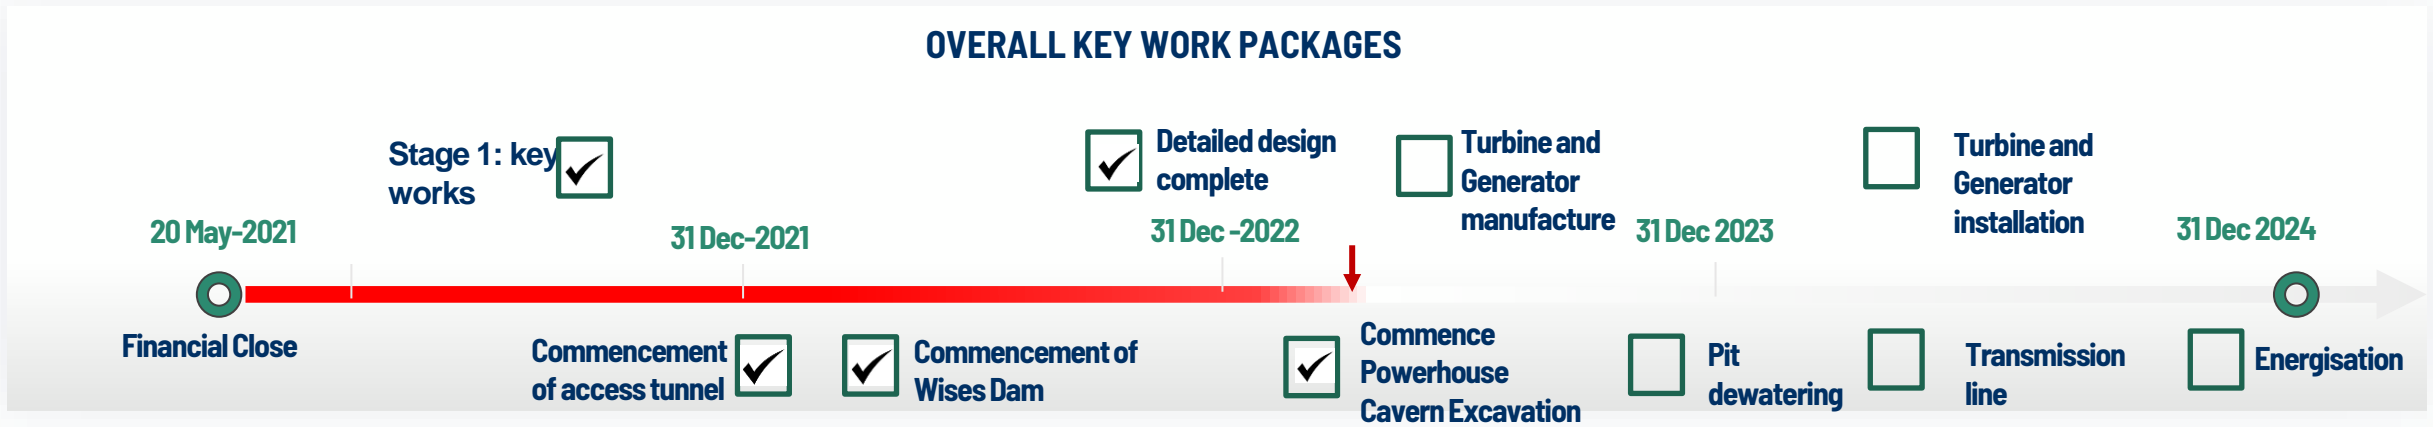 OVERALL KEY WORK PACKAGES
Stage 1: key
works
Detailed design
complete
Turbine and
Generator
manufacture
Turbine and
Generator
installation
20 May-2021
31 Dec-2021
31 Dec -2022
31 Dec 2023
31 Dec 2024
Financial Close
Commencement
of access tunnel
Commencement of
Wises Dam
Commence
Powerhouse
Cavern Excavation
Pit
dewatering
Transmission
line
Energisation